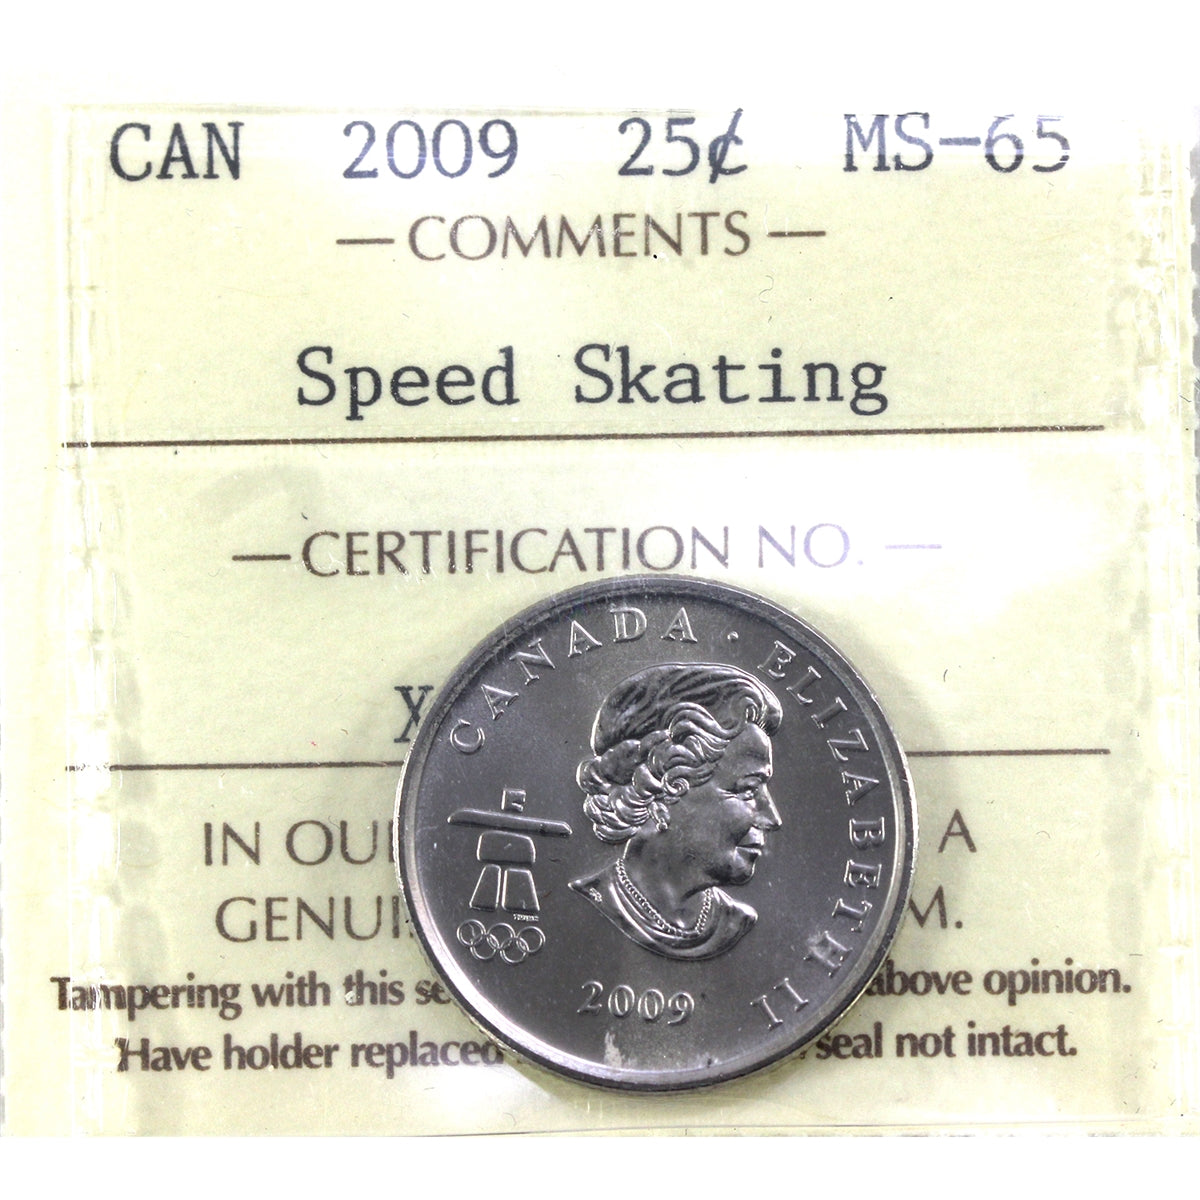 CAN 2009 25¢ MS-65
— COMMENTS —
Speed Skating
— CERTIFICATION NO. —
X
IN OU A
GENUI M.
Tampering with this se above opinion.
Have holder replaced seal not intact.
CANADA · ELIZABETH II
2009